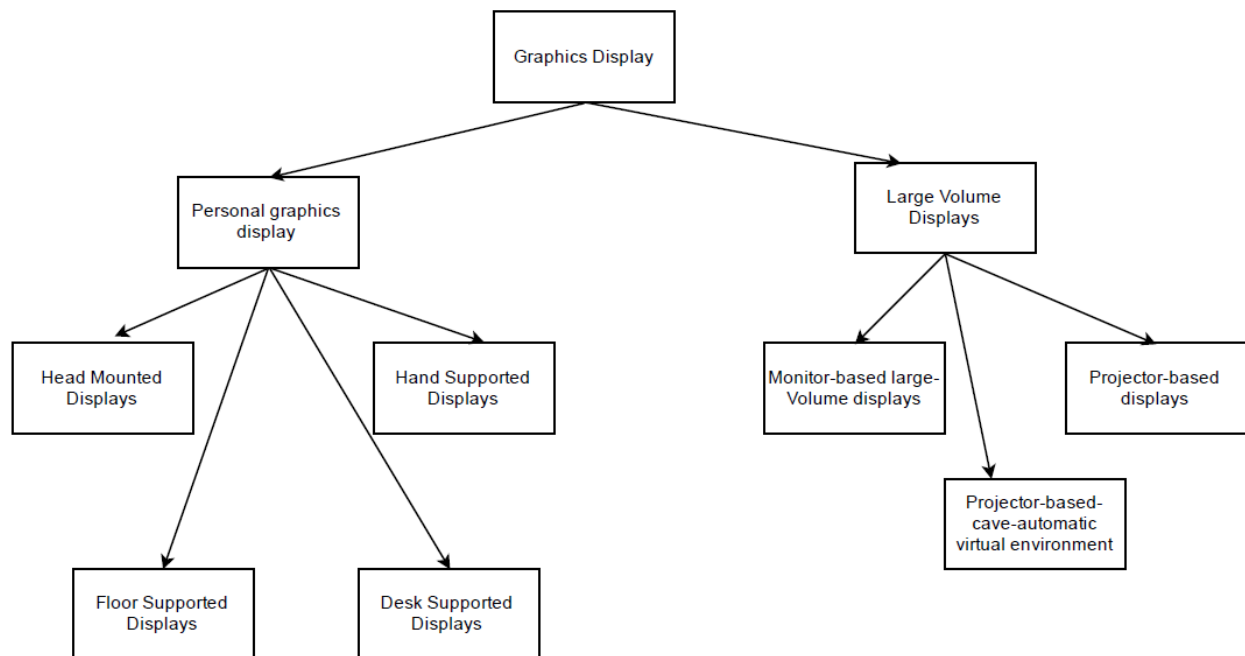 Graphics Display
Personal graphics
display
Large Volume
Displays
Head Mounted
Displays
Hand Supported
Displays
Monitor-based large-
Volume displays
Projector-based
displays
Projector-based-
cave-automatic
virtual environment
Floor Supported
Displays
Desk Supported
Displays